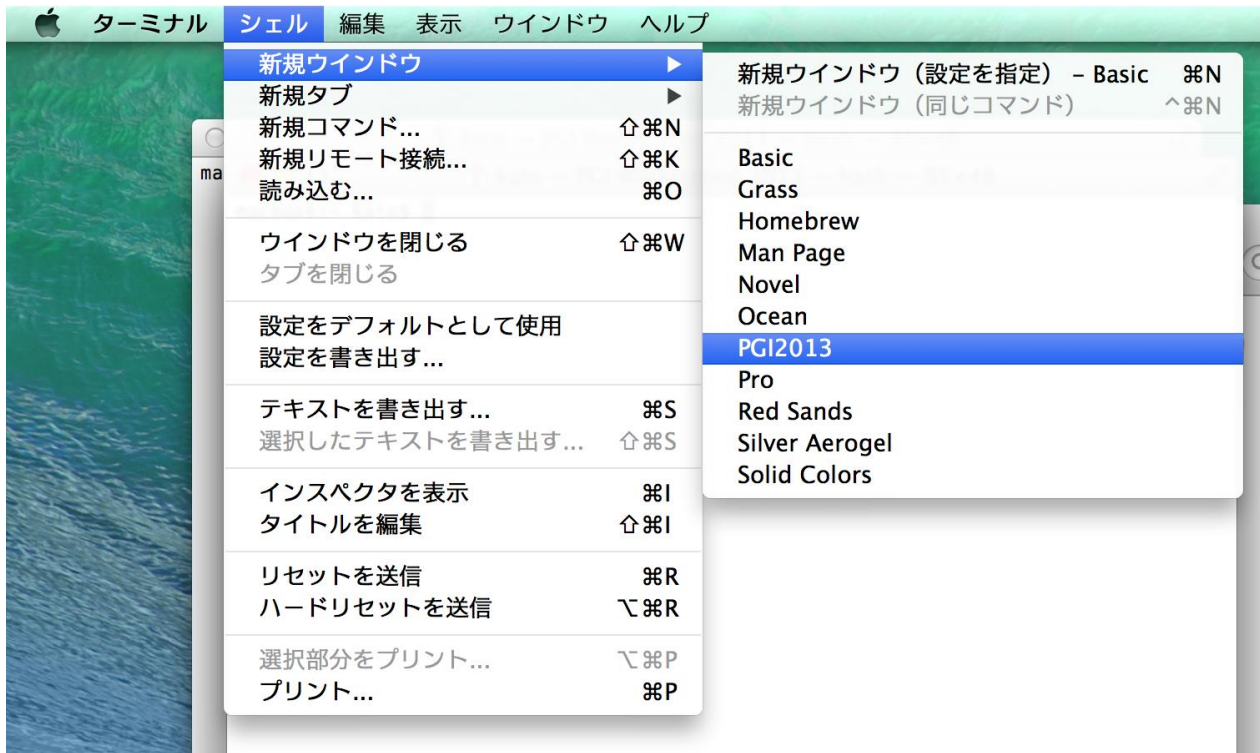 ターミナル シェル 編集 表示 ウインドウ ヘルプ
新規ウインドウ ▶
新規タブ ▶
新規コマンド... ⇧⌘N
新規リモート接続... ⇧⌘K
読み込む... ⌘O
ウインドウを閉じる ⇧⌘W
タブを閉じる
設定をデフォルトとして使用
設定を書き出す...
テキストを書き出す... ⌘S
選択したテキストを書き出す... ⇧⌘S
インスペクタを表示 ⌘I
タイトルを編集 ⇧⌘I
リセットを送信 ⌘R
ハードリセットを送信 ⌥⌘R
選択部分をプリント... ⌥⌘P
プリント... ⌘P
新規ウインドウ（設定を指定）– Basic ⌘N
新規ウインドウ（同じコマンド） ^⌘N
Basic
Grass
Homebrew
Man Page
Novel
Ocean
PGI2013
Pro
Red Sands
Silver Aerogel
Solid Colors
ma